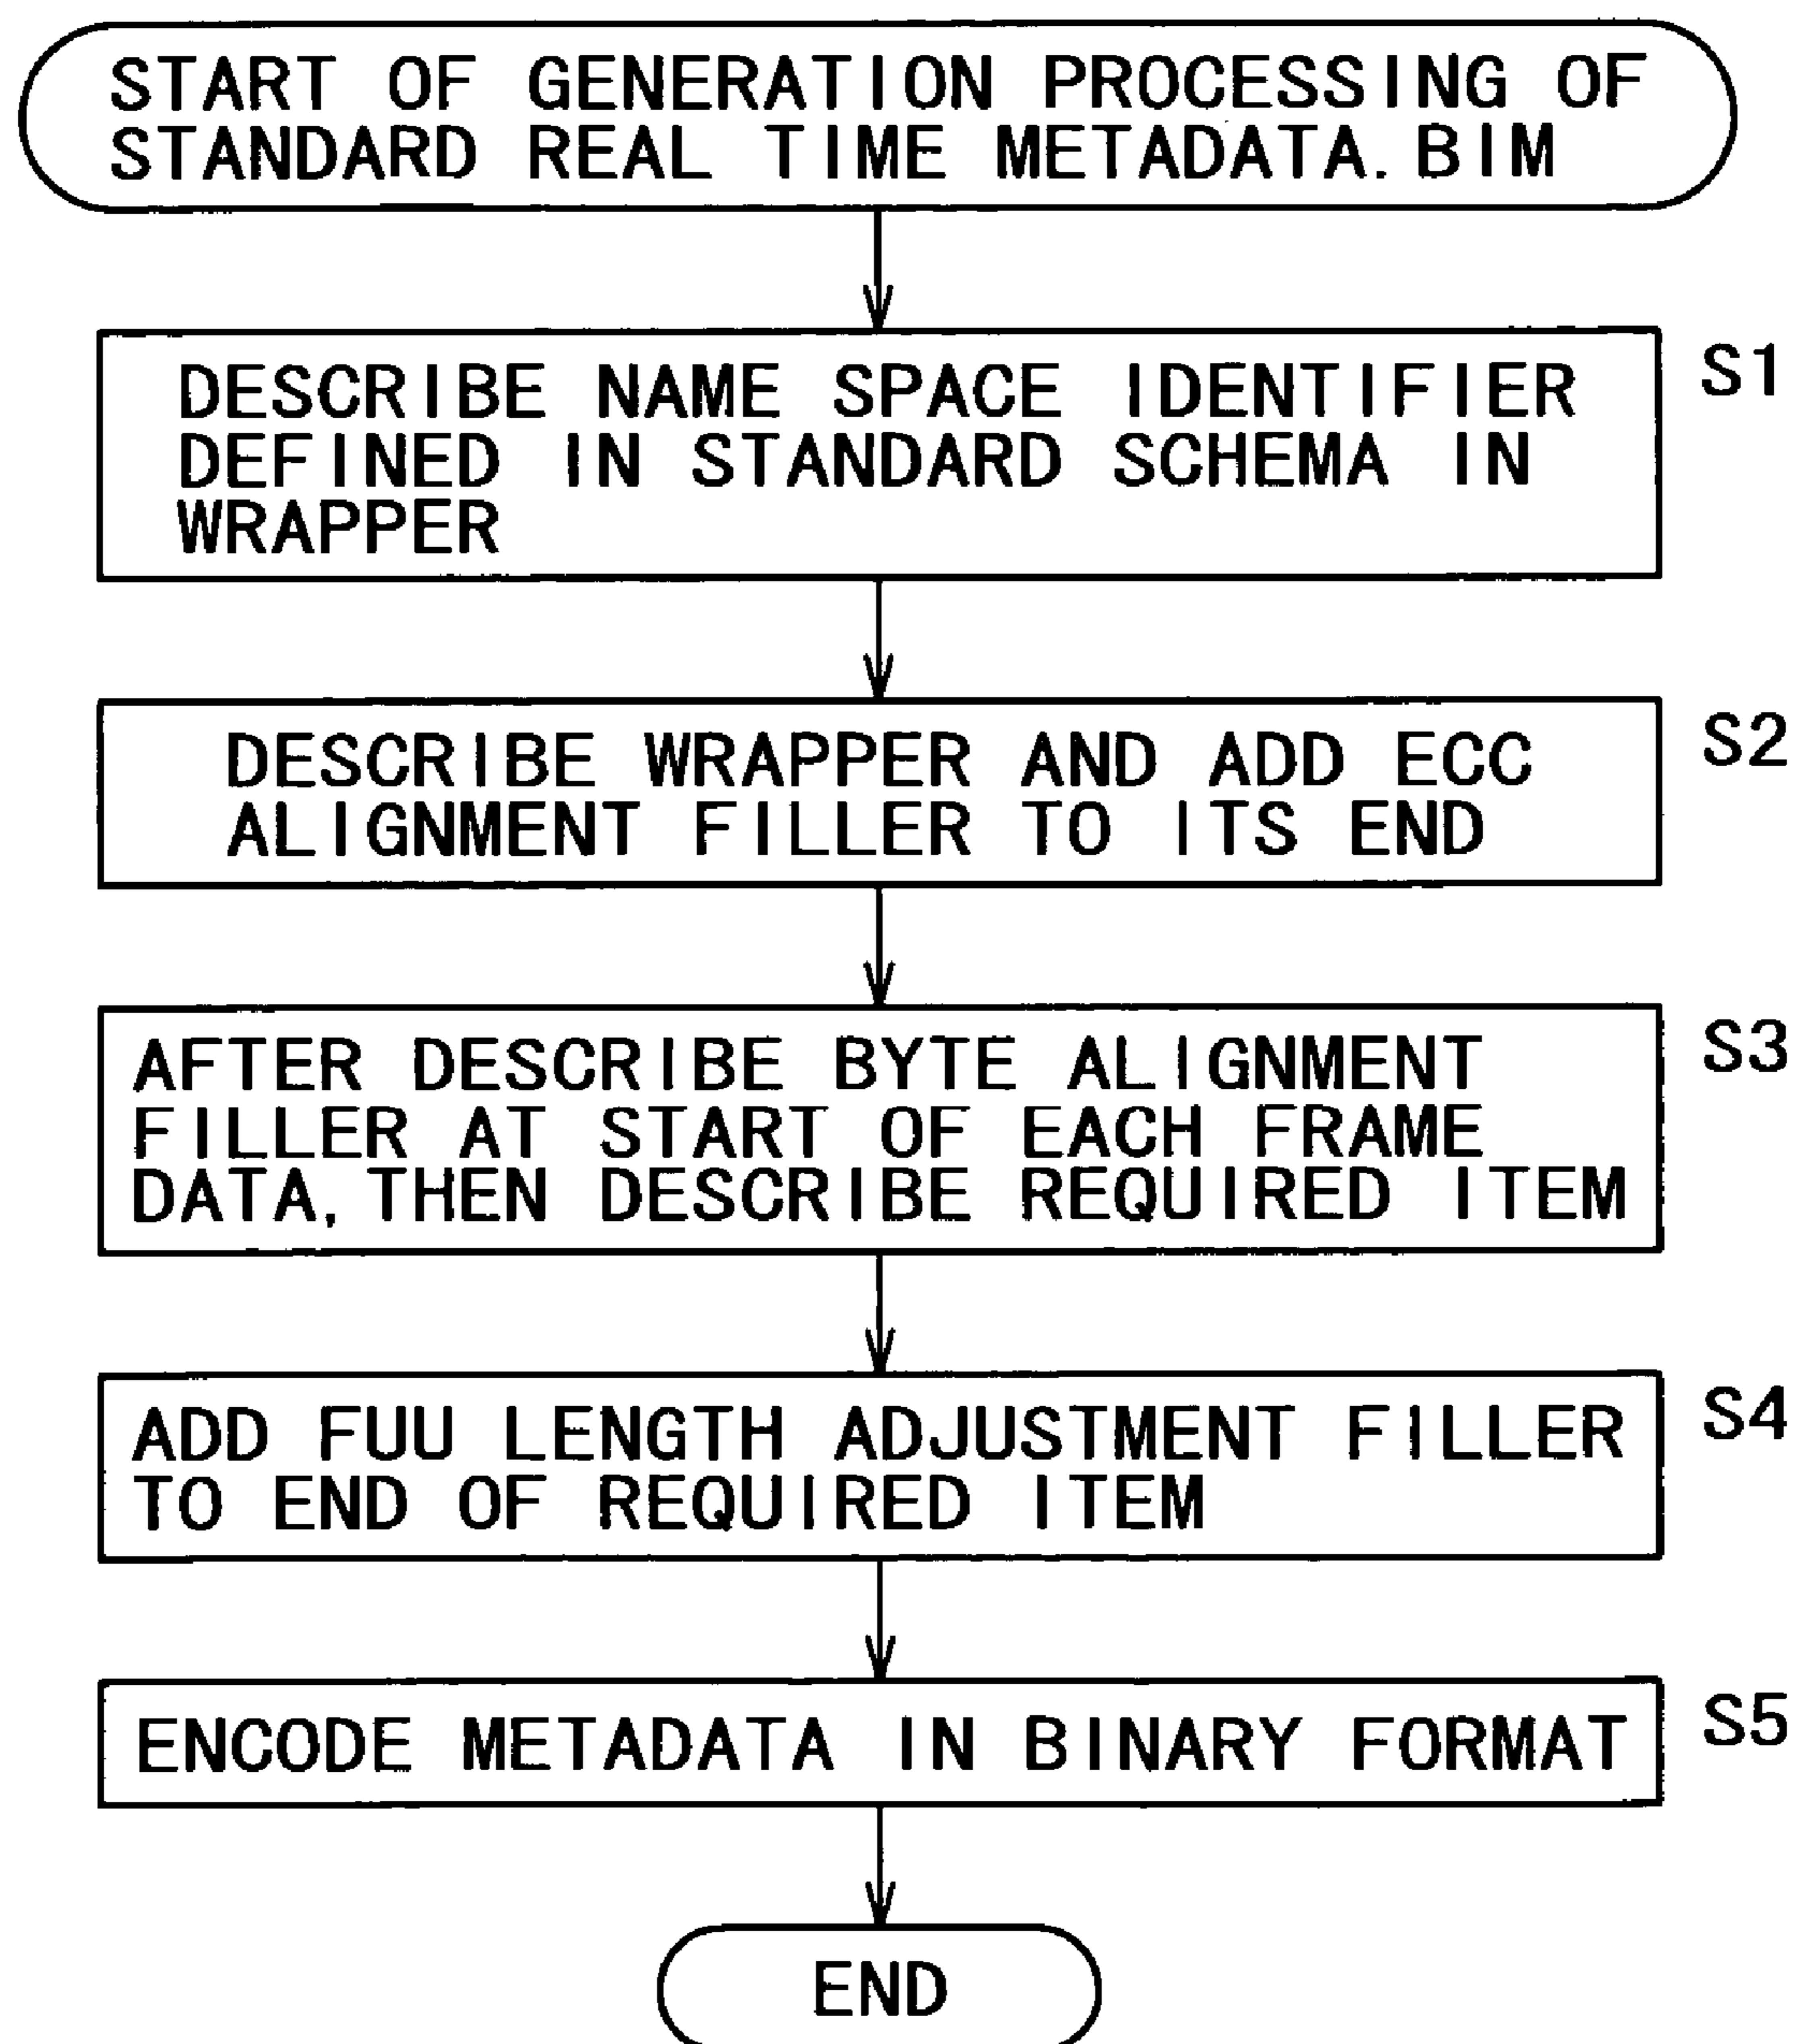 START OF GENERATION PROCESSING OF
STANDARD REAL TIME METADATA. BIM
DESCRIBE NAME SPACE IDENTIFIER
DEFINED IN STANDARD SCHEMA IN
WRAPPER
S1
DESCRIBE WRAPPER AND ADD ECC
ALIGNMENT FILLER TO ITS END
S2
AFTER DESCRIBE BYTE ALIGNMENT
FILLER AT START OF EACH FRAME
DATA, THEN DESCRIBE REQUIRED ITEM
S3
ADD FUU LENGTH ADJUSTMENT FILLER
TO END OF REQUIRED ITEM
S4
ENCODE METADATA IN BINARY FORMAT
S5
END